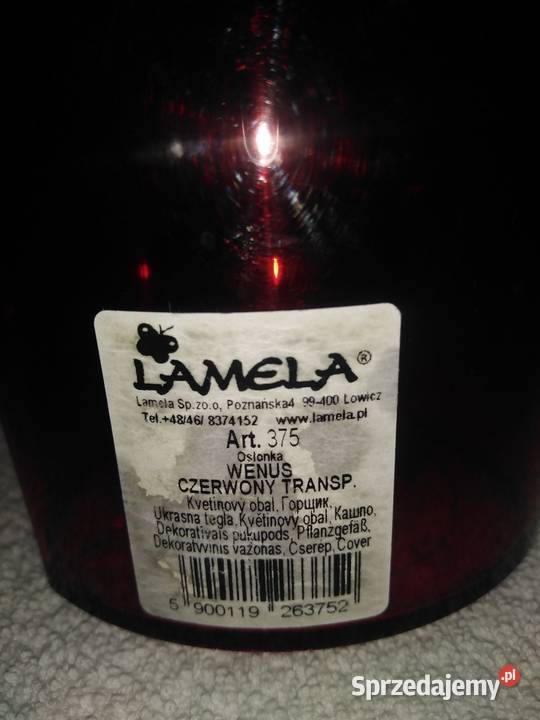 LAMELA®
Lamela Sp.zo.o, Poznańska4 99-400 Łowicz
Tel.+48/46/ 8374152 www.lamela.pl
Art. 375
Osłonka
WENUS
CZERWONY TRANSP.
Kvetinový obal, Горщик,
Ukrasna tegla, Květinový obal, Кашпо,
Dekoratīvais puķupods, Pflanzgefäß,
Dekoratyvinis vazonas, Cserep, Cover
5 900119 263752
Sprzedajemy.pl